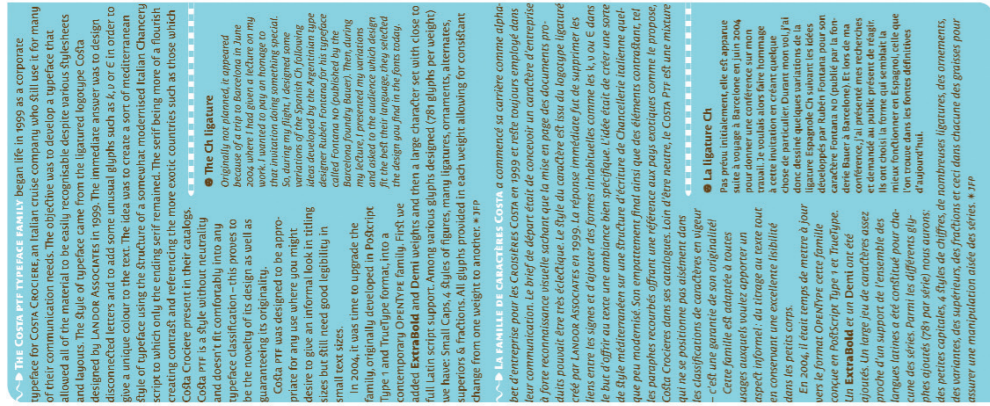 THE COSTA PTF TYPEFACE FAMILY began life in 1999 as a corporate
typeface for COSTA CROCIERE, an Italian cruise company who still use it for many
of their communication needs. The objective was to develop a typeface that
allowed all of the material to be easily recognisable despite various stylesheets
and layouts. The style of typeface came from the ligatured logotype
designed by LANDOR ASSOCIATES in 1999. The immediate answer was to design
disconnected letters and to add some unusual glyphs such as k,o or E in order to
give a unique colour to the text. The idea was to create a sort of mediterranean
style of typeface using the structure of a somewhat modernised Italian Chancery
script to which only the ending serif remained. The serif being more of a flourish
creating contrast and referencing the more exotic countries such as those which
Costa Crociere present in their catalogs.
Costa PTF is a style without neutrality
and it doesn't fit comfortably into any
typeface classification – this proves to
be the novelty of its design as well as
guaranteeing its originality.
Costa PTF was designed to be appro-
priate for any use where you might
desire to give an informal look in titling
sizes but still need good legibility in
small text sizes.
In 2004, it was time to upgrade the
family, originally developed in PostScript
Type 1 and TrueType format, into a
contemporary OPENTYPE family. First we
added ExtraBold and Demi weights and then a large character set with close to
full Latin script support. Among various glyphs designed (781 glyphs per weight)
we have: Small Caps, 4 styles of figures, many ligatures, ornaments, alternates,
superiors & fractions. All glyphs provided in each weight allowing for consistant
change from one weight to another. * JFP
The Ch ligature
Originally not planned, it appeared
because of a trip to Barcelona in June
2004 where I had given a lecture on my
work. I wanted to pay an homage to
that invitation doing something special.
So, during my flight, I designed some
variations of the Spanish Ch following
ideas developed by the Argentinian type
designer Rubén Fontana for his typeface
called Fontana ND (published by the
Barcelona foundry Bauer). Then, during
my lecture, I presented my variations
and asked to the audience which design
fit the best their language, they selected
the design you find in the fonts today.
LA FAMILLE DE CARACTÈRES COSTA a commencé sa carrière comme alpha-
bet d'entreprise pour les CROISIÈRES COSTA en 1999 et reste toujours employé dans
leur communication. Le brief de départ était de concevoir un caractère d'entreprise
à forte reconnaissance visuelle sachant que la mise en page des documents pro-
duits pouvait être très éclectique. Le style du caractère est issu du logotype ligaturé
créé par LANDOR ASSOCIATES en 1999. La réponse immédiate fut de supprimer les
liens entre les signes et d'ajouter des formes inhabituelles comme les k, ou E dans
le but d'offrir au texte une ambiance bien spécifique. L'idée était de créer une sorte
de style méditerranéen sur une structure d'écriture de Chancellerie italienne quel-
que peu modernisé. Son empattement final ainsi que des éléments contrastent, tel
les paraphes recourbés offrant une référence aux pays exotiques comme le propose,
Costa Crocieres dans ses catalogues. Loin d'être neutre, le COSTA PTF est une mixture
qui ne se positionne pas aisément dans
les classifications de caractères en vigueur
– c'est une garantie de son originalité!
Cette famille est adaptée à toutes
usages auxquels vous voulez apporter un
aspect informel: du titrage au texte tout
en conservant une excellente lisibilité
dans les petits corps.
En 2004, il était temps de mettre à jour
vers le format OPENTYPE cette famille
conçue en PostScript Type 1 et TrueType.
Un ExtraBold et un Demi ont été
ajoutés. Un large jeu de caractères assez
proche d'un support de l'ensemble des
langues latines a été constitué pour cha-
cune des séries. Permi les différents gly-
phes ajoutés (781 par série) nous aurons:
des petites capitales, 4 styles de chiffres, de nombreuses ligatures, des ornements,
des variantes, des supérieurs, des fractions et ceci dans chacunes des graisses pour
assurer une manipulation aidée des séries. * JFP
La ligature Ch
Pas prévu initialement, elle est apparue
suite à voyage à Barcelone en juin 2004
pour donner une conférence sur mon
travail. Je voulais alors faire hommage
à cette invitation en créant quelque
chose de particulier. Depuis mon vol, j'ai
donc dessiné quelques variations de la
ligature Espagnole Ch suivant les idées
développés par Rubén Fontana pour son
caractère Fontana ND (publié par la fon-
derie Bauer à Barcelone). Et lors de ma
conférence, j'ai présenté mes recherches
et demandé au public présent de réagir.
Ils ont choisi la forme qui semblait le
mieux fonctionner en Espagnol, celle que
l'on trouve dans les fontes définitives
d'aujourd'hui.